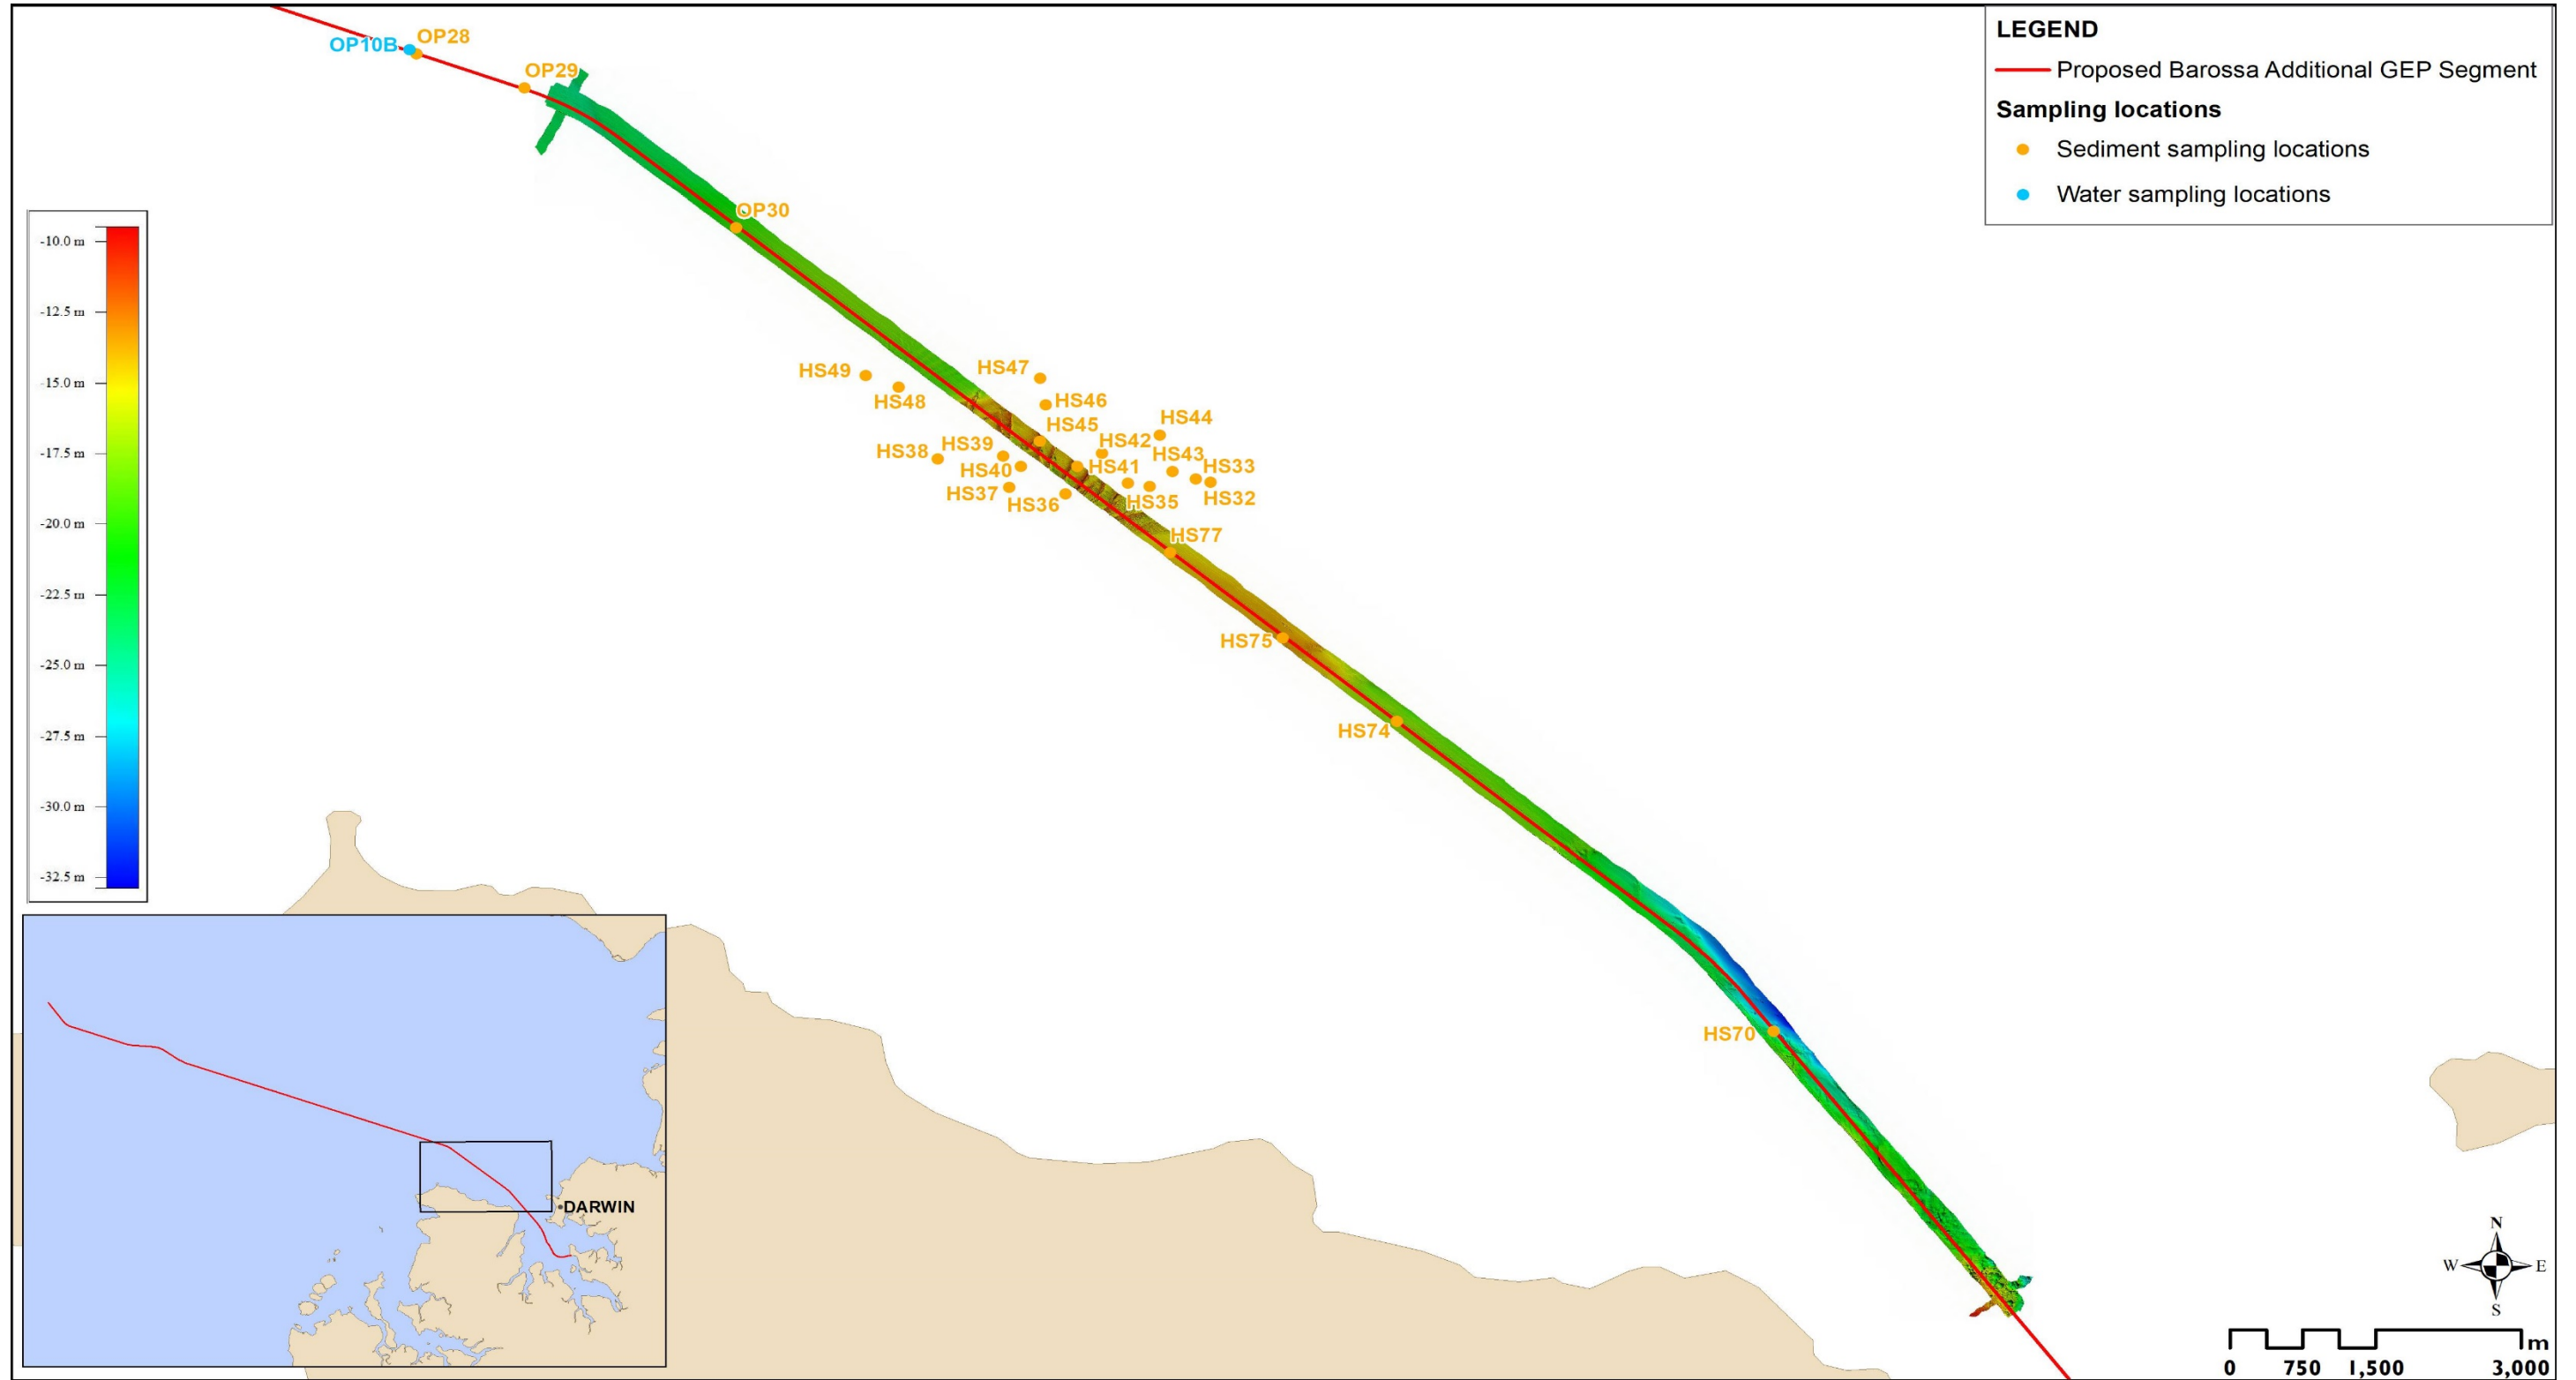 LEGEND
Proposed Barossa Additional GEP Segment
Sampling locations
Sediment sampling locations
Water sampling locations
OP10B
OP28
OP29
OP30
-10.0 m
-12.5 m
-15.0 m
-17.5 m
-20.0 m
-22.5 m
-25.0 m
-27.5 m
-30.0 m
-32.5 m
HS49
HS48
HS47
HS46
HS45
HS44
HS42
HS43
HS38
HS39
HS40
HS41
HS33
HS37
HS36
HS35
HS32
HS77
HS75
HS74
HS70
DARWIN
N
W
E
S
m
0 750 1,500 3,000